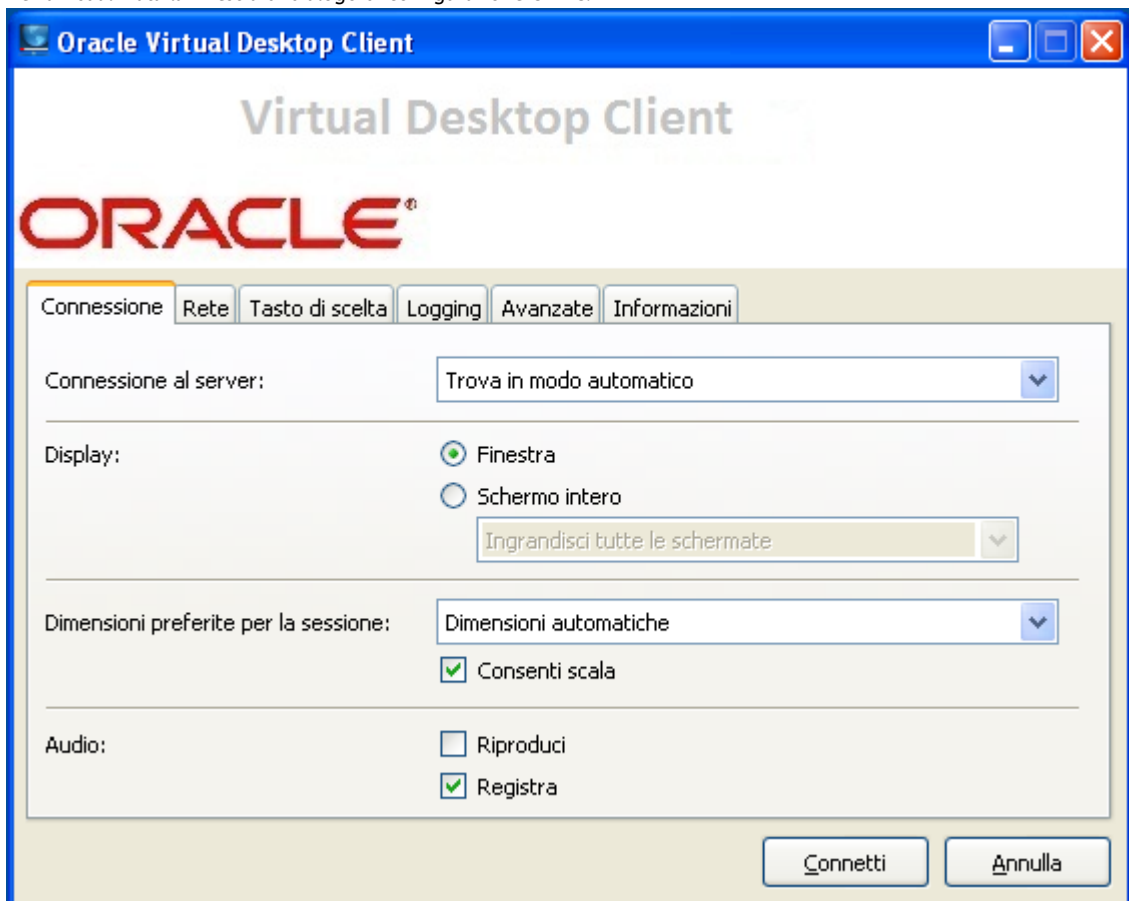 Oracle Virtual Desktop Client
Virtual Desktop Client
ORACLE®
Connessione Rete Tasto di scelta Logging Avanzate Informazioni
Connessione al server: Trova in modo automatico
Display: Finestra
Schermo intero
Ingrandisci tutte le schermate
Dimensioni preferite per la sessione: Dimensioni automatiche
Consenti scala
Audio: Riproduci
Registra
Connetti Annulla